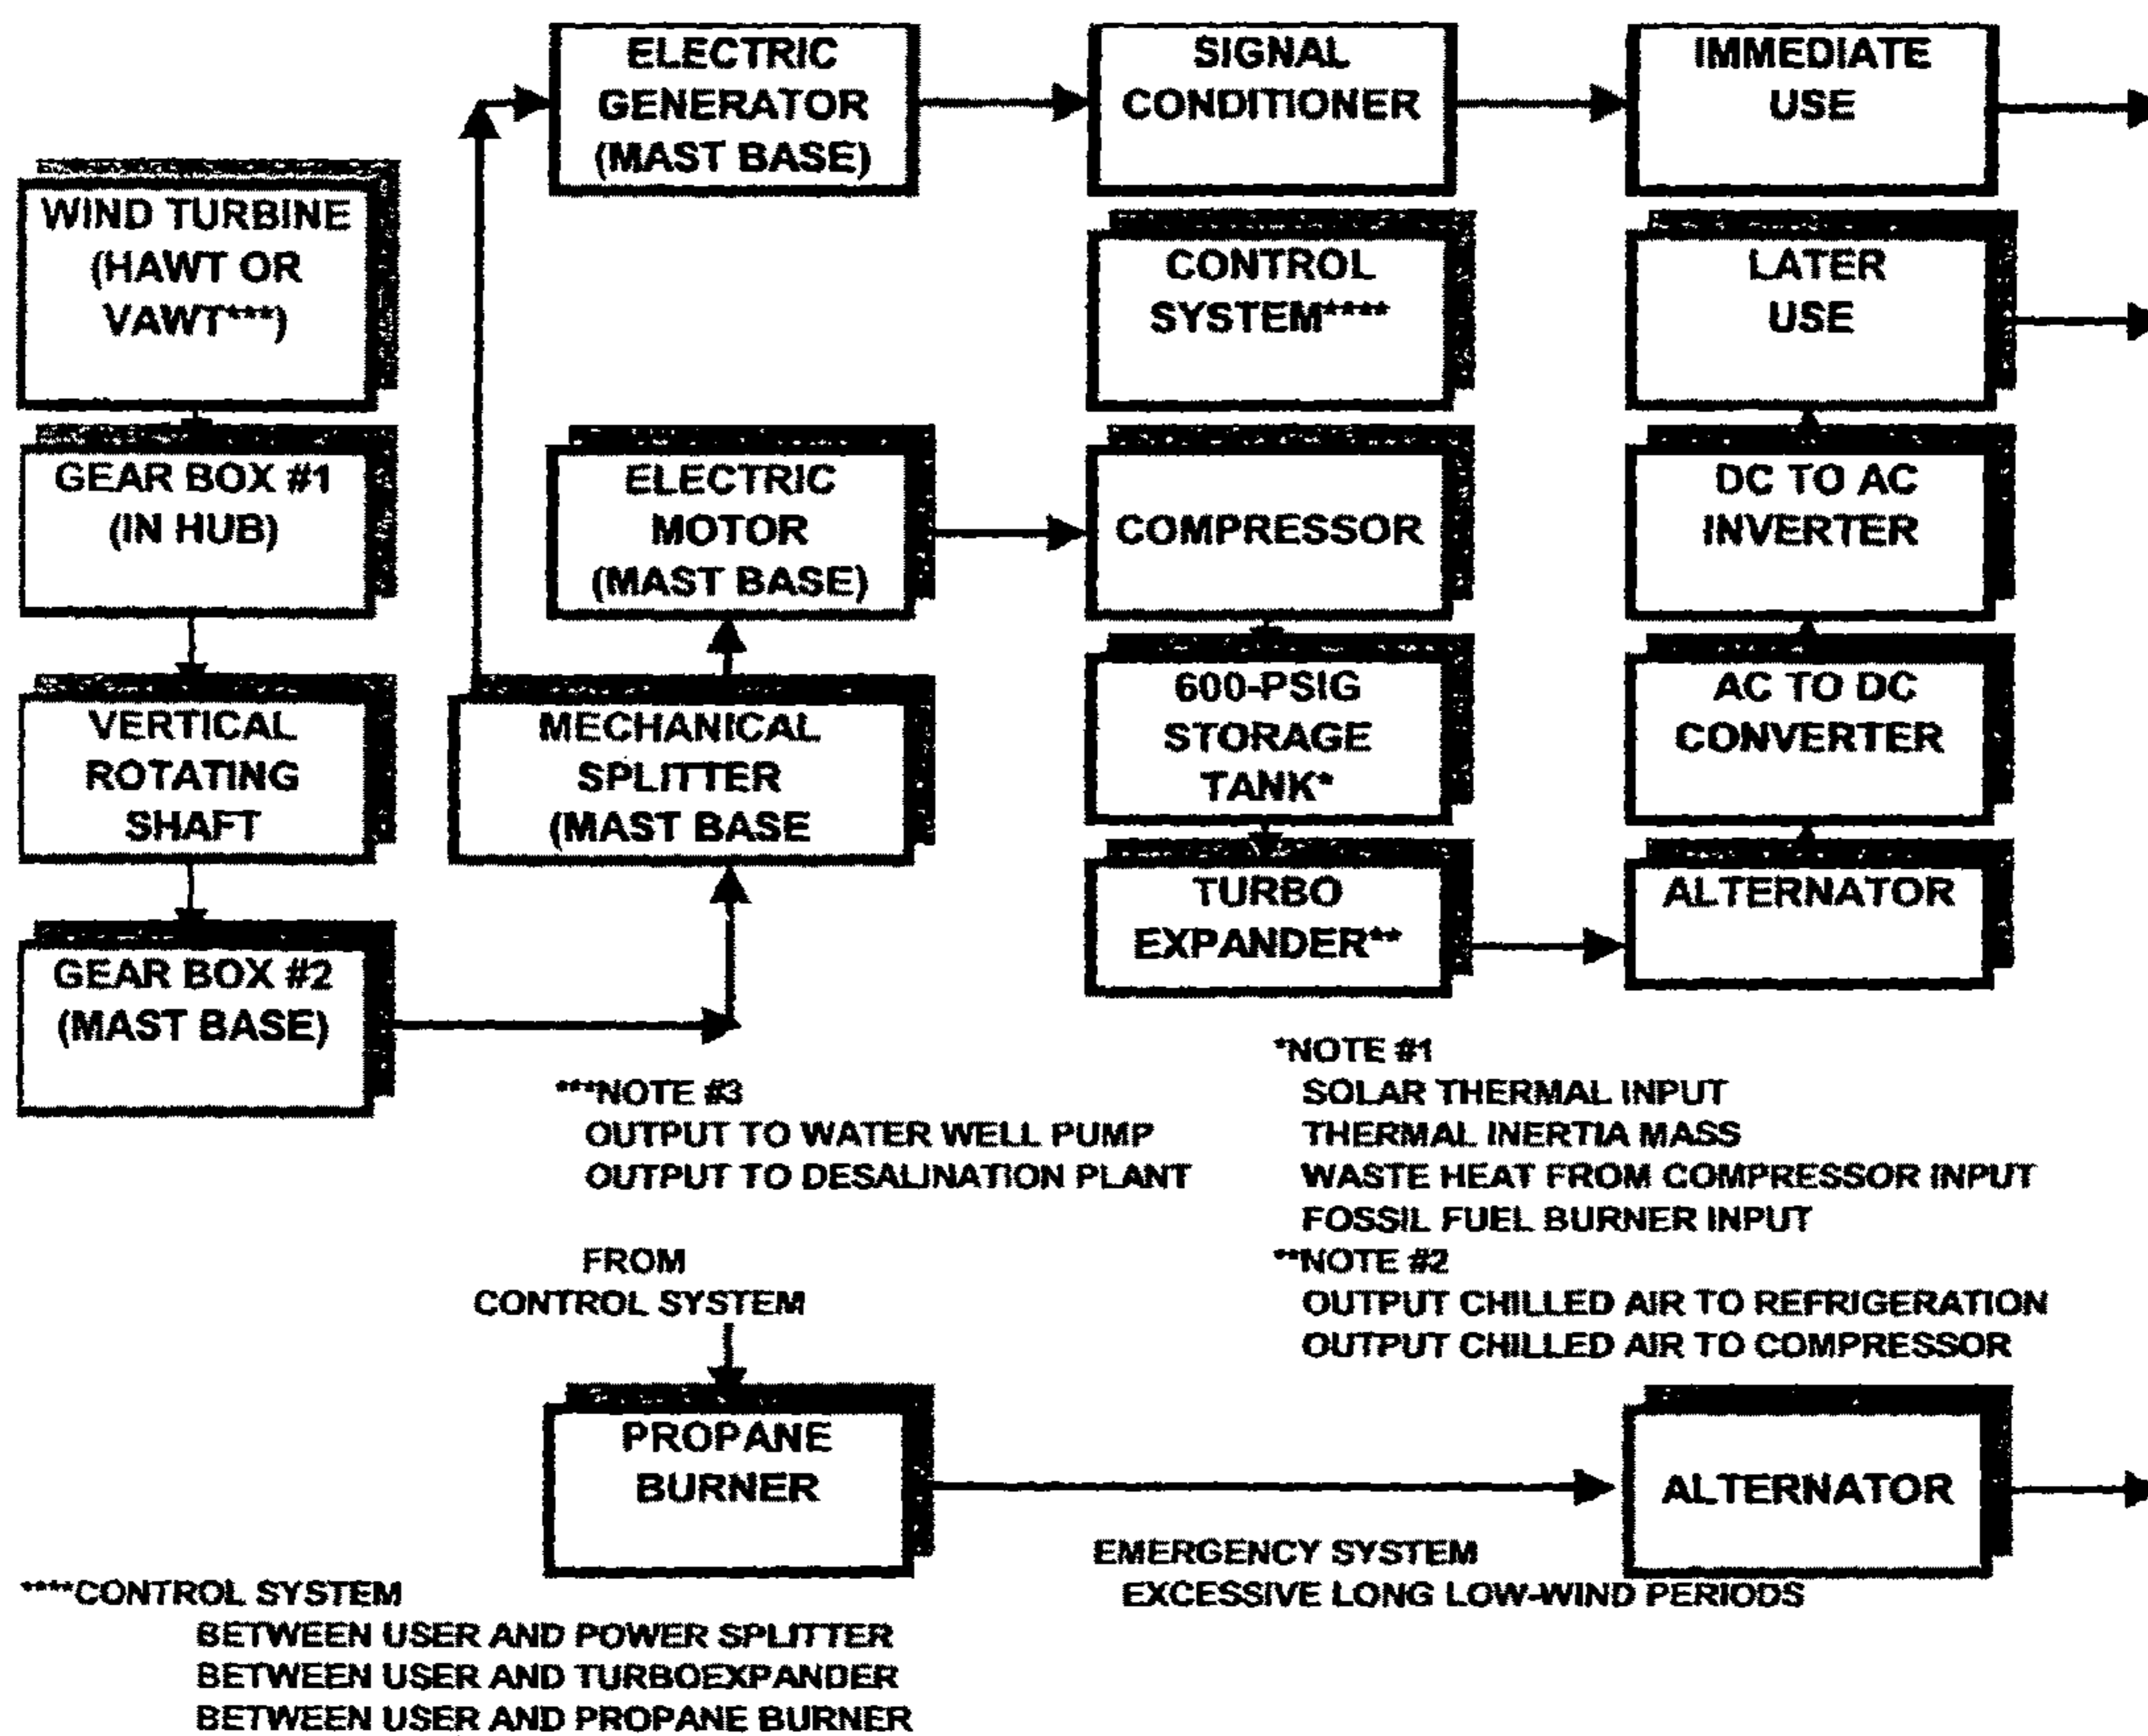 ELECTRIC
GENERATOR
(MAST BASE)
SIGNAL
CONDITIONER
IMMEDIATE
USE
WIND TURBINE
(HAWT OR
VAWT***)
CONTROL
SYSTEM****
LATER
USE
GEAR BOX #1
(IN HUB)
ELECTRIC
MOTOR
(MAST BASE)
COMPRESSOR
DC TO AC
INVERTER
VERTICAL
ROTATING
SHAFT
MECHANICAL
SPLITTER
(MAST BASE
600-PSIG
STORAGE
TANK*
AC TO DC
CONVERTER
GEAR BOX #2
(MAST BASE)
TURBO
EXPANDER**
ALTERNATOR
***NOTE #3
OUTPUT TO WATER WELL PUMP
OUTPUT TO DESALINATION PLANT
*NOTE #1
SOLAR THERMAL INPUT
THERMAL INERTIA MASS
WASTE HEAT FROM COMPRESSOR INPUT
FOSSIL FUEL BURNER INPUT
**NOTE #2
OUTPUT CHILLED AIR TO REFRIGERATION
OUTPUT CHILLED AIR TO COMPRESSOR
FROM
CONTROL SYSTEM
PROPANE
BURNER
ALTERNATOR
EMERGENCY SYSTEM
EXCESSIVE LONG LOW-WIND PERIODS
****CONTROL SYSTEM
BETWEEN USER AND POWER SPLITTER
BETWEEN USER AND TURBOEXPANDER
BETWEEN USER AND PROPANE BURNER